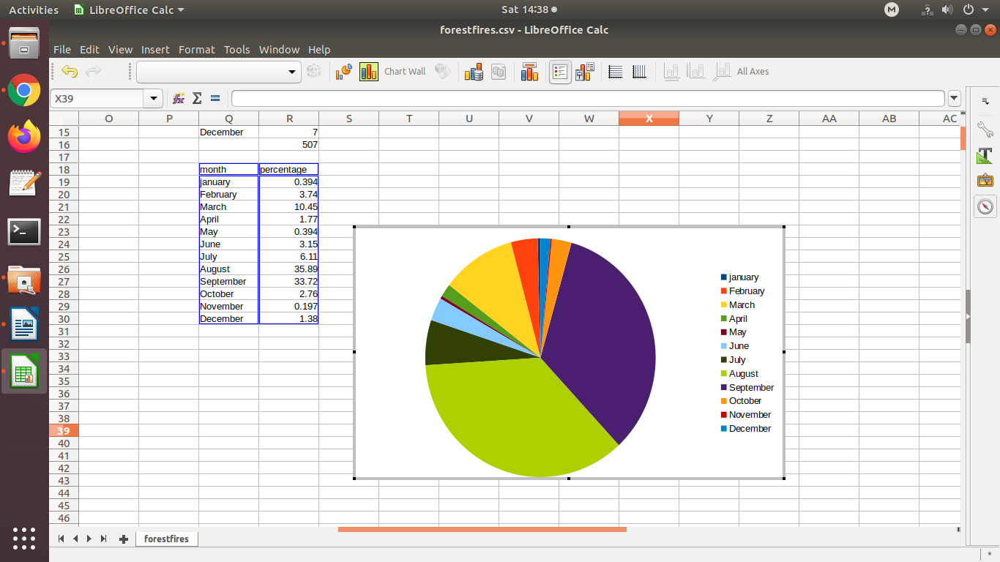 Activities LibreOffice Calc Sat 14:38
forestfires.csv - LibreOffice Calc
File Edit View Insert Format Tools Window Help
Chart Wall All Axes
X39
O P Q R S T U V W X Y Z AA AB AC
15 December 7
16 507
17
18 month percentage
19 january 0.394
20 February 3.74
21 March 10.45
22 April 1.77
23 May 0.394
24 June 3.15
25 July 6.11
26 August 35.89
27 September 33.72
28 October 2.76
29 November 0.197
30 December 1.38
31
32
33
34
35
36
37
38
39
40
41
42
43
44
45
46
january
February
March
April
May
June
July
August
September
October
November
December
forestfires